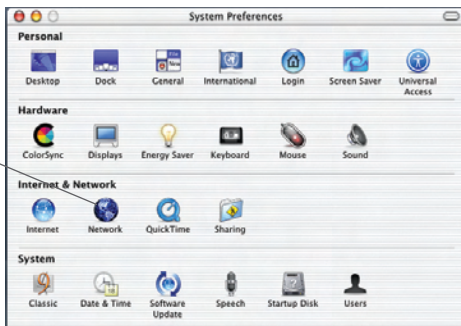 System Preferences
Personal
Desktop Dock General International Login Screen Saver Universal Access
Hardware
ColorSync Displays Energy Saver Keyboard Mouse Sound
Internet & Network
Internet Network QuickTime Sharing
System
Classic Date & Time Software Update Speech Startup Disk Users